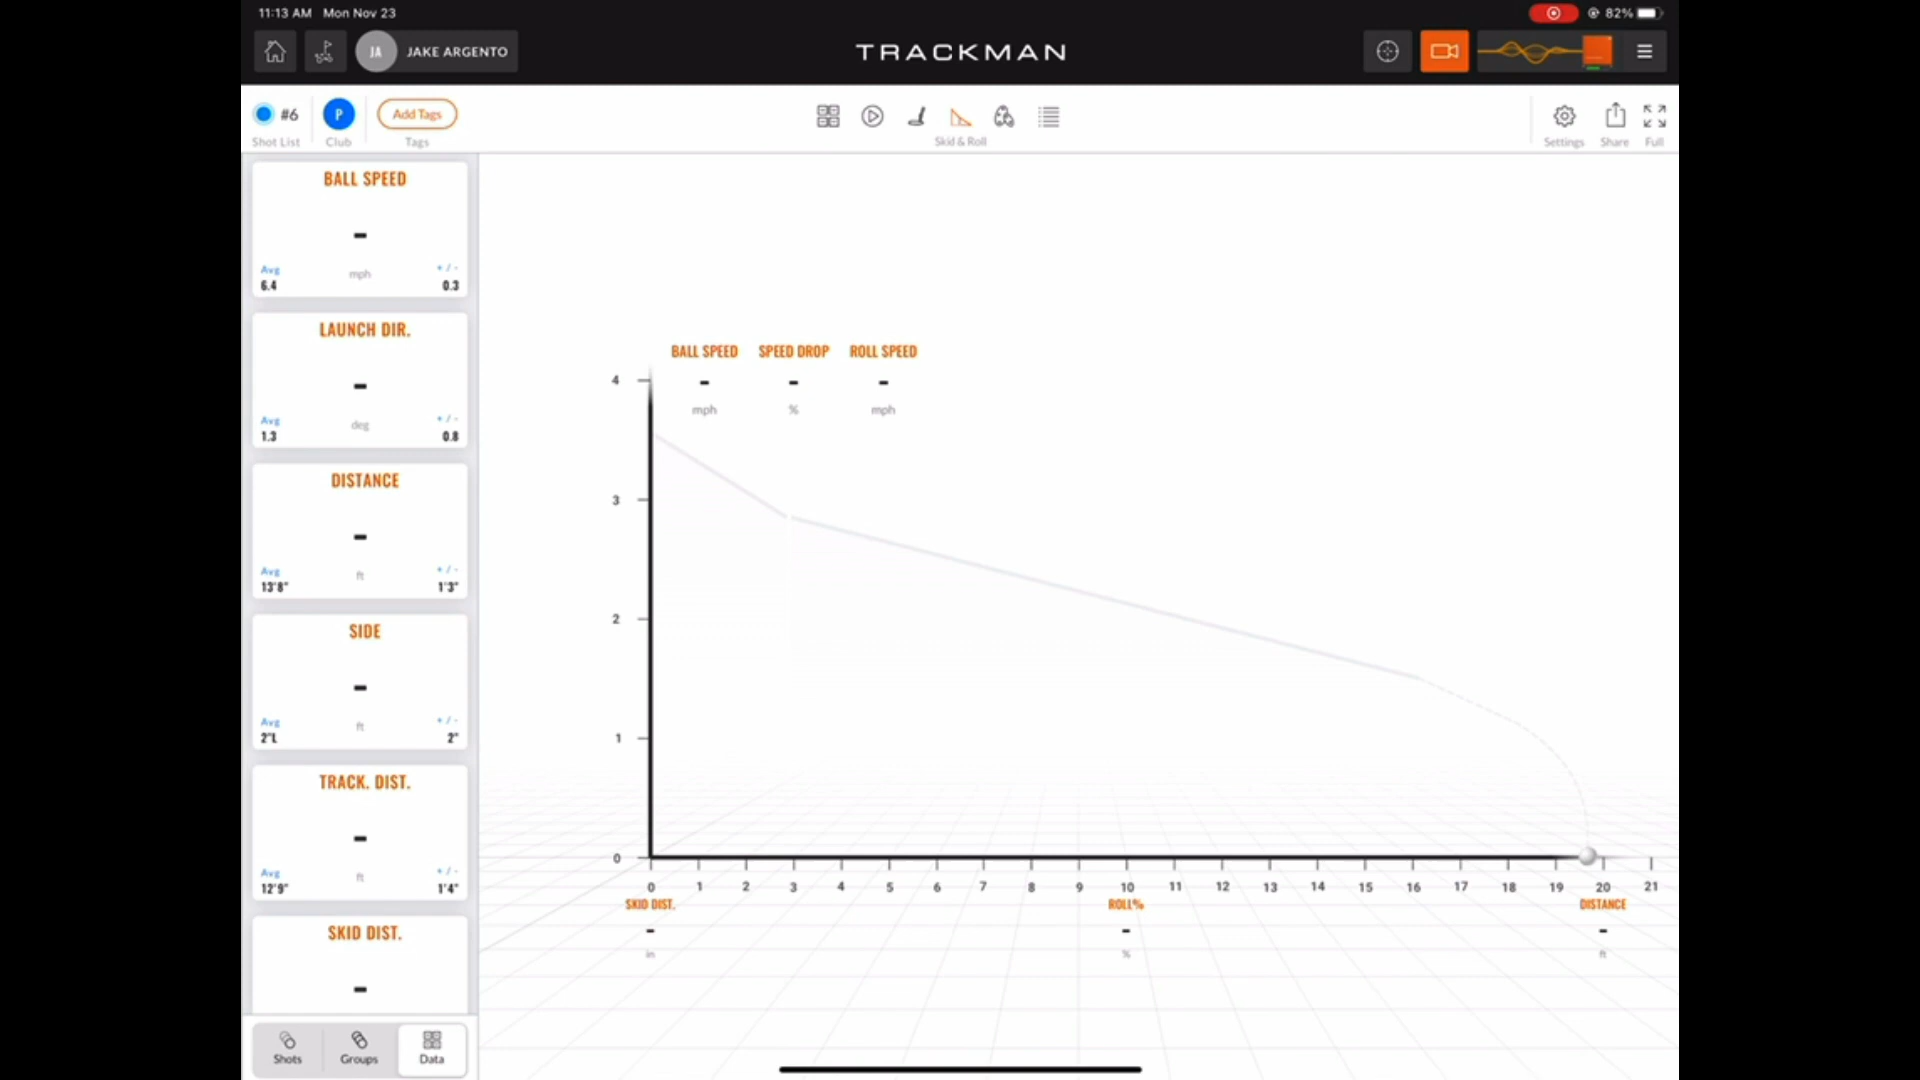 11:13 AM Mon Nov 23
82%
JA JAKE ARGENTO
TRACKMAN
#6
Shot List
P
Club
Add Tags
Tags
Skid & Roll
Settings
Share
Full
BALL SPEED
-
Avg mph + / -
6.4 0.3
LAUNCH DIR.
-
Avg deg + / -
1.3 0.8
DISTANCE
-
Avg ft + / -
13'8" 1'3"
SIDE
-
Avg ft + / -
2"L 2"
TRACK. DIST.
-
Avg ft + / -
12'9" 1'4"
SKID DIST.
-
Shots Groups Data
BALL SPEED SPEED DROP ROLL SPEED
- - -
mph % mph
4
3
2
1
0
0 1 2 3 4 5 6 7 8 9 10 11 12 13 14 15 16 17 18 19 20 21
SKID DIST. ROLL% DISTANCE
- - -
in % ft